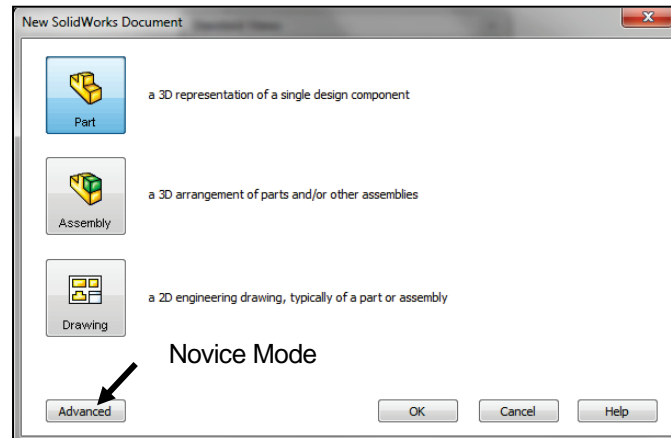 New SolidWorks Document
Part
a 3D representation of a single design component
Assembly
a 3D arrangement of parts and/or other assemblies
Drawing
a 2D engineering drawing, typically of a part or assembly
Novice Mode
Advanced
OK
Cancel
Help